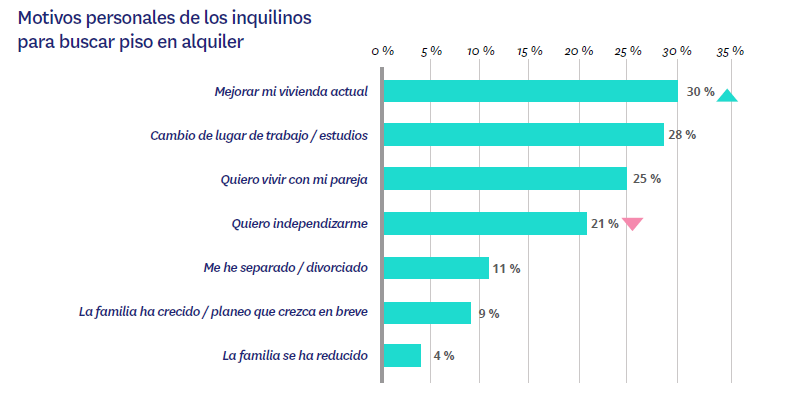 Motivos personales de los inquilinos
para buscar piso en alquiler
0 % 5 % 10 % 15 % 20 % 25 % 30 % 35 %
Mejorar mi vivienda actual 30 %
Cambio de lugar de trabajo / estudios 28 %
Quiero vivir con mi pareja 25 %
Quiero independizarme 21 %
Me he separado / divorciado 11 %
La familia ha crecido / planeo que crezca en breve 9 %
La familia se ha reducido 4 %